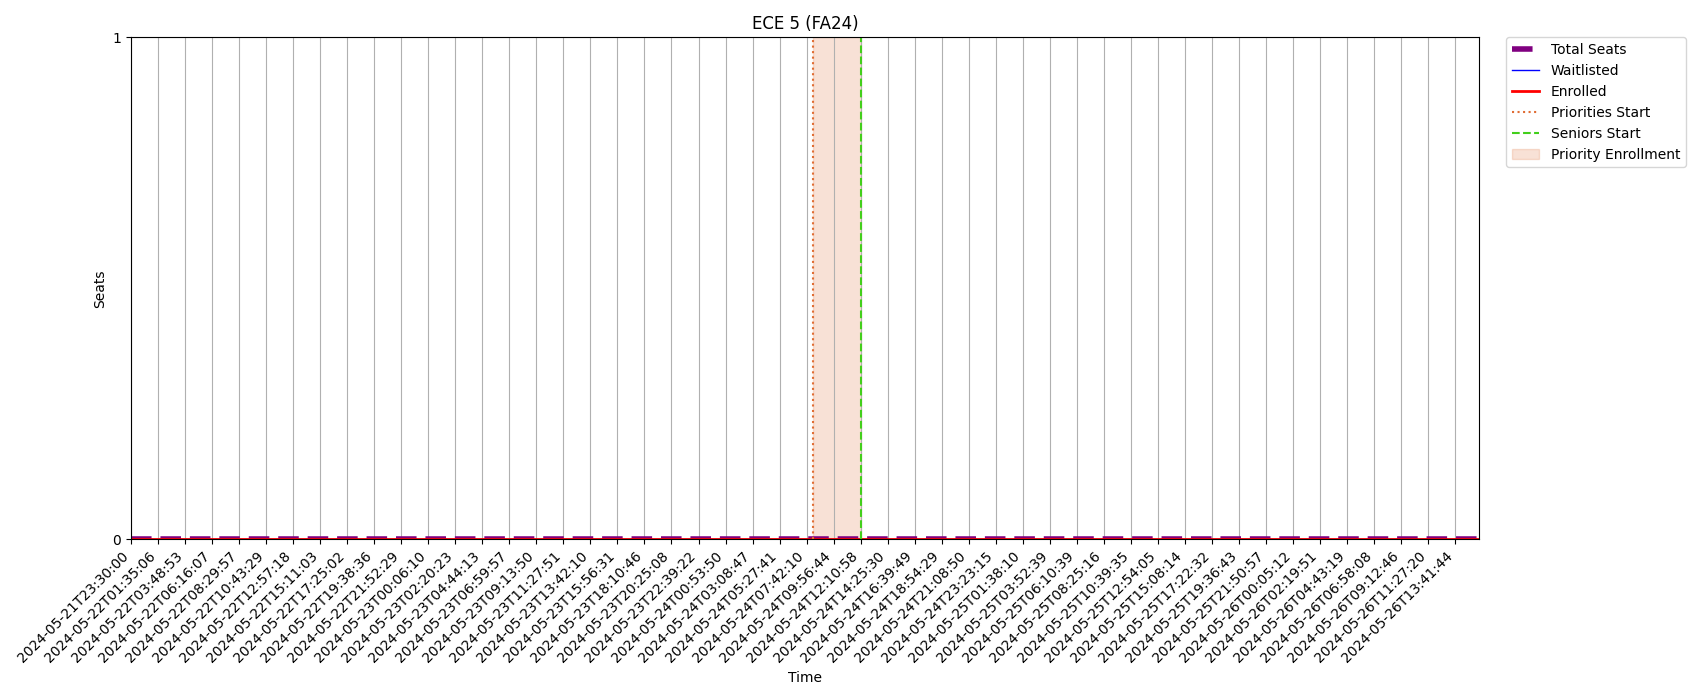 ECE 5 (FA24)
1
0
Seats
Total Seats
Waitlisted
Enrolled
Priorities Start
Seniors Start
Priority Enrollment
2024-05-21T23:30:00
2024-05-22T01:35:06
2024-05-22T03:48:53
2024-05-22T06:16:07
2024-05-22T08:29:57
2024-05-22T10:43:29
2024-05-22T12:57:18
2024-05-22T15:11:03
2024-05-22T17:25:02
2024-05-22T19:38:36
2024-05-22T21:52:29
2024-05-23T00:06:10
2024-05-23T02:20:23
2024-05-23T04:44:13
2024-05-23T06:59:57
2024-05-23T09:13:50
2024-05-23T11:27:51
2024-05-23T13:42:10
2024-05-23T15:56:31
2024-05-23T18:10:46
2024-05-23T20:25:08
2024-05-23T22:39:22
2024-05-24T00:53:50
2024-05-24T03:08:47
2024-05-24T05:27:41
2024-05-24T07:42:10
2024-05-24T09:56:44
2024-05-24T12:10:58
2024-05-24T14:25:30
2024-05-24T16:39:49
2024-05-24T18:54:29
2024-05-24T21:08:50
2024-05-24T23:23:15
2024-05-25T01:38:10
2024-05-25T03:52:39
2024-05-25T06:10:39
2024-05-25T08:25:16
2024-05-25T10:39:35
2024-05-25T12:54:05
2024-05-25T15:08:14
2024-05-25T17:22:32
2024-05-25T19:36:43
2024-05-25T21:50:57
2024-05-26T00:05:12
2024-05-26T02:19:51
2024-05-26T04:43:19
2024-05-26T06:58:08
2024-05-26T09:12:46
2024-05-26T11:27:20
2024-05-26T13:41:44
Time